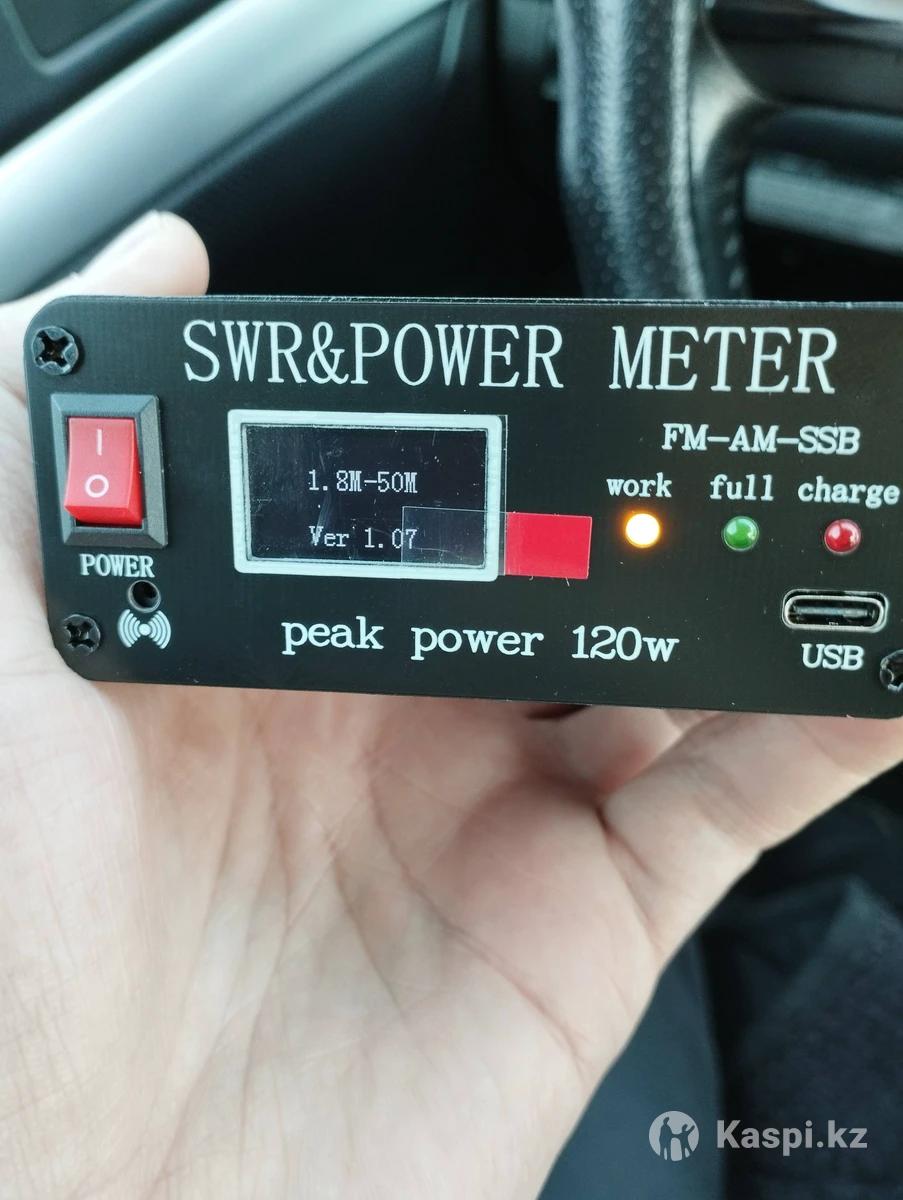 SWR&POWER METER
FM-AM-SSB
work full charge
1.8M-50M
Ver 1.07
I
O
POWER
peak power 120w
USB
Kaspi.kz